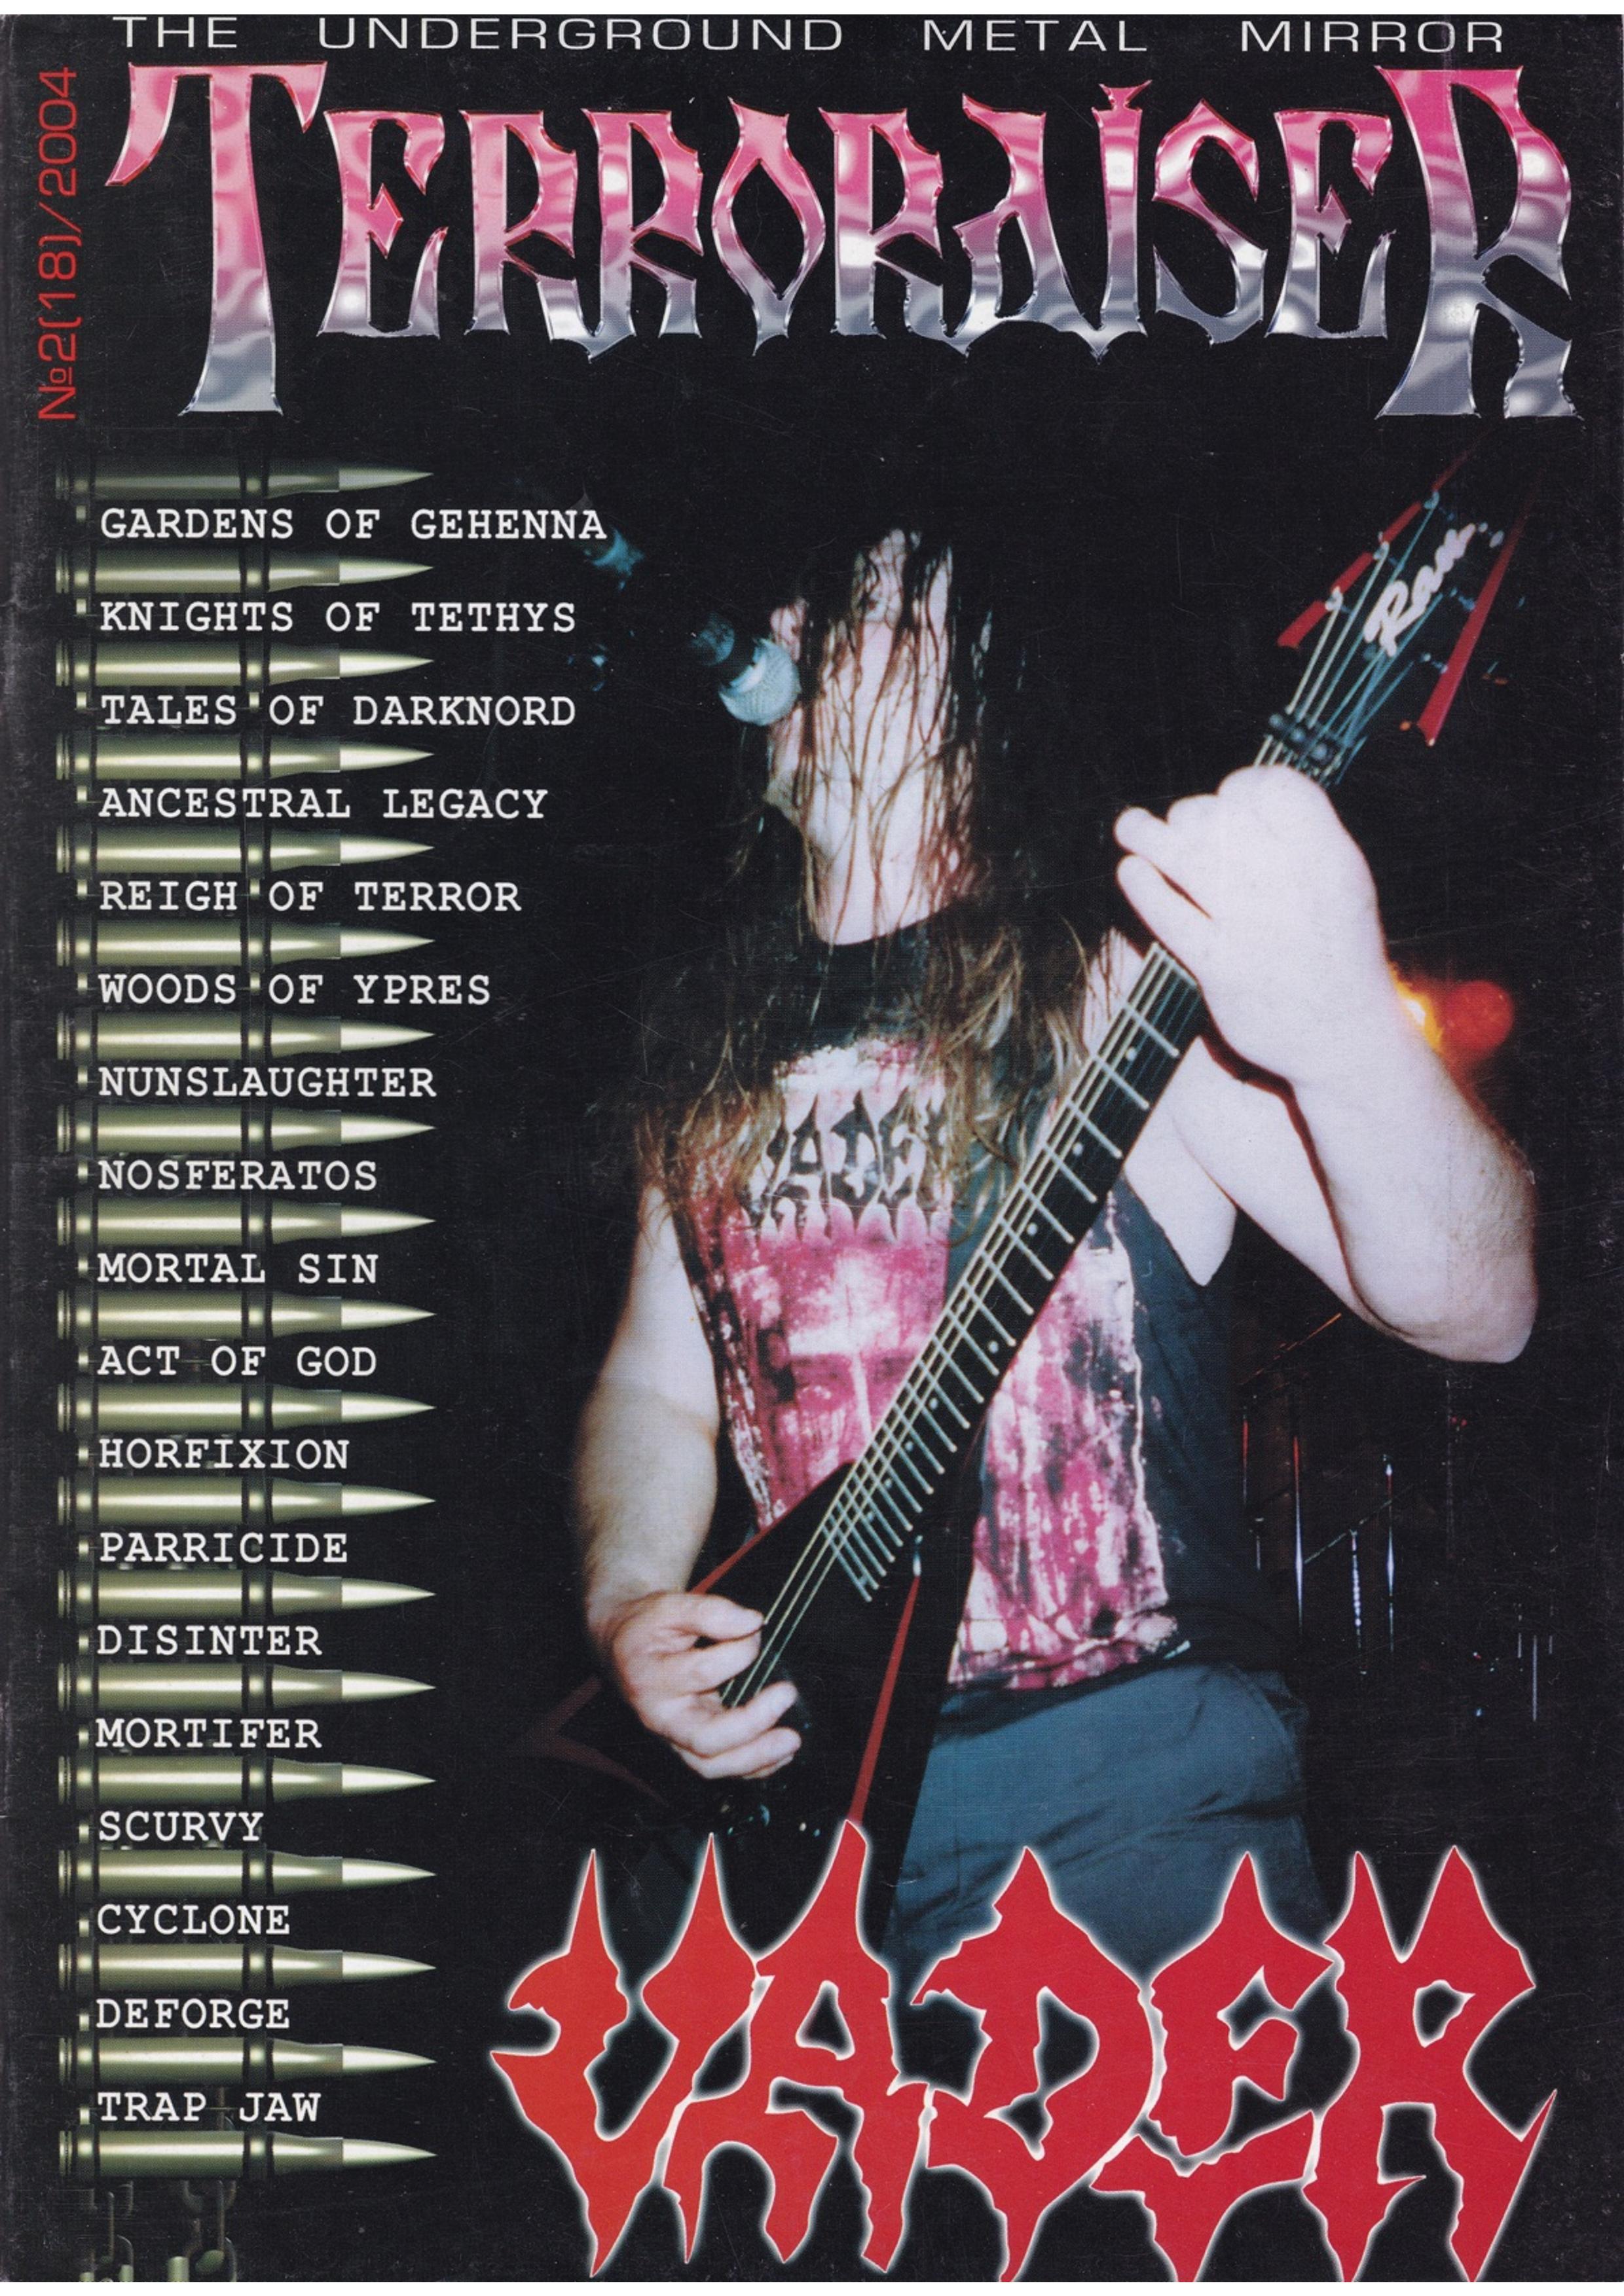 THE UNDERGROUND METAL MIRROR
TERRORAISER
№2(18)/2004
GARDENS OF GEHENNA
KNIGHTS OF TETHYS
TALES OF DARKNORD
ANCESTRAL LEGACY
REIGH OF TERROR
WOODS OF YPRES
NUNSLAUGHTER
NOSFERATOS
MORTAL SIN
ACT OF GOD
HORFIXION
PARRICIDE
DISINTER
MORTIFER
SCURVY
CYCLONE
DEFORGE
TRAP JAW
Ran
VADER
VADER